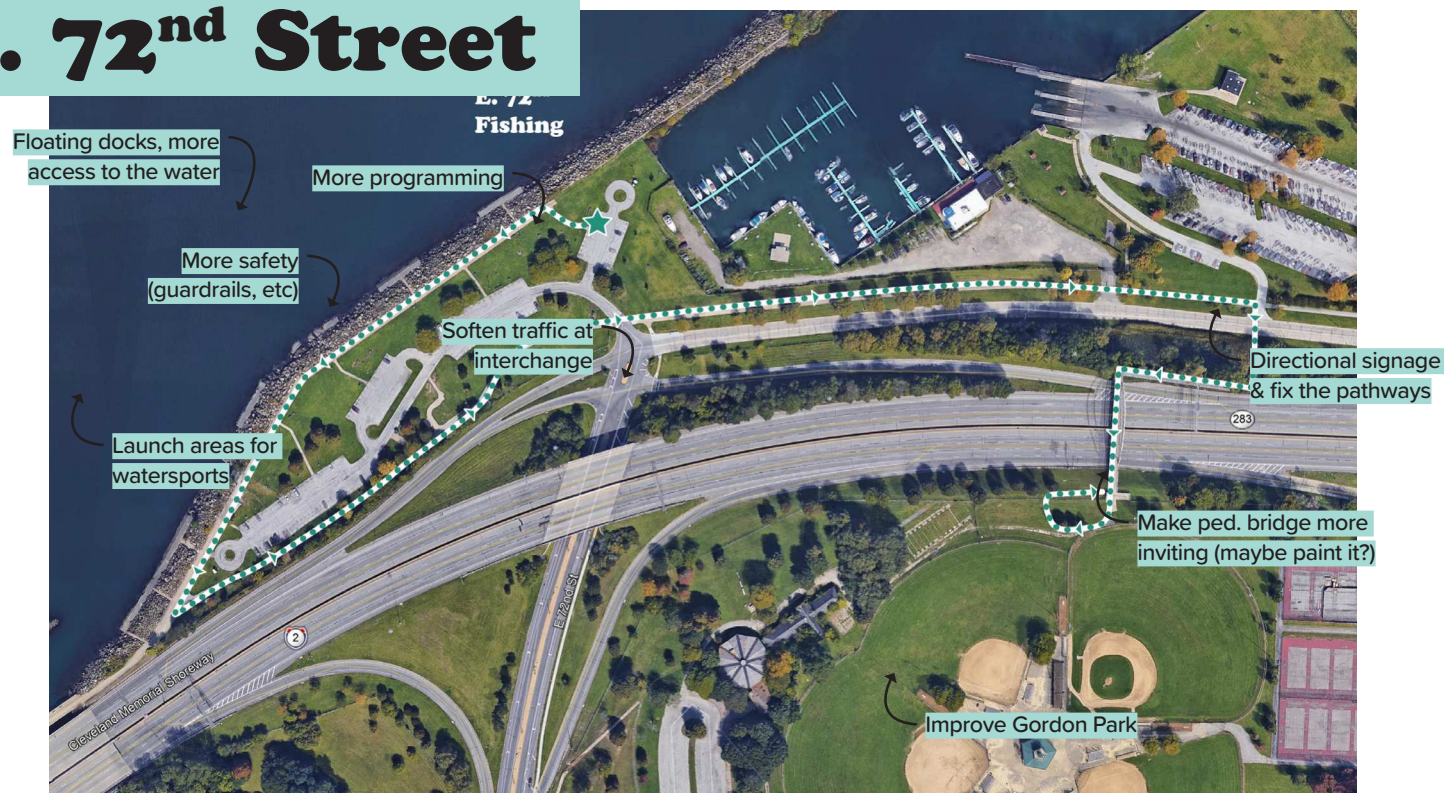 . 72nd Street
E. 72nd
Fishing
Floating docks, more
access to the water
More programming
More safety
(guardrails, etc)
Soften traffic at
interchange
Directional signage
& fix the pathways
283
Launch areas for
watersports
Make ped. bridge more
inviting (maybe paint it?)
E 72nd St
2
Cleveland Memorial Shoreway
Improve Gordon Park